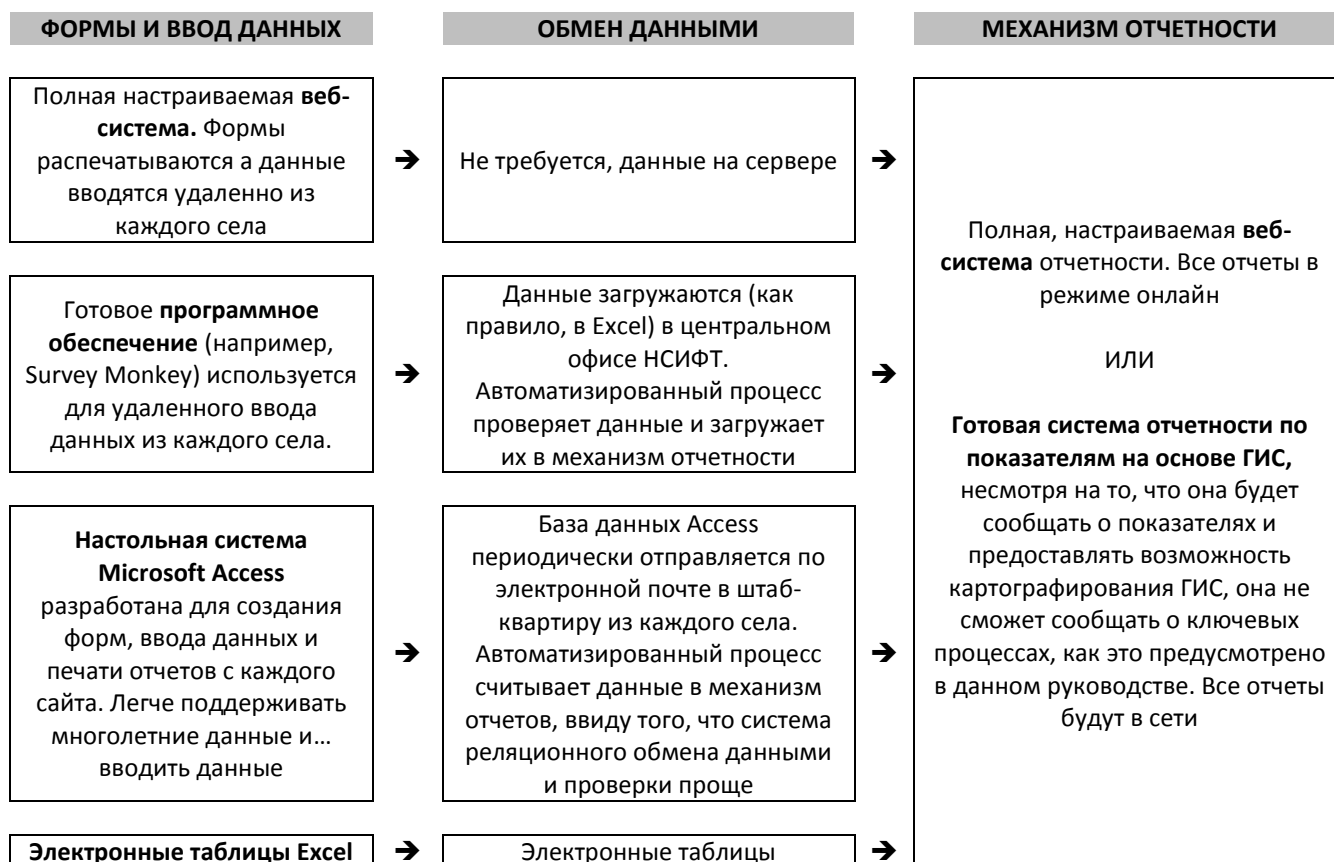 ФОРМЫ И ВВОД ДАННЫХ
ОБМЕН ДАННЫМИ
МЕХАНИЗМ ОТЧЕТНОСТИ
Полная настраиваемая веб-
система. Формы
распечатываются а данные
вводятся удаленно из
каждого села
➔
Не требуется, данные на сервере
➔
Готовое программное
обеспечение (например,
Survey Monkey) используется
для удаленного ввода
данных из каждого села.
➔
Данные загружаются (как
правило, в Excel) в центральном
офисе НСИФТ.
Автоматизированный процесс
проверяет данные и загружает
их в механизм отчетности
➔
Настольная система
Microsoft Access
разработана для создания
форм, ввода данных и
печати отчетов с каждого
сайта. Легче поддерживать
многолетние данные и…
вводить данные
➔
База данных Access
периодически отправляется по
электронной почте в штаб-
квартиру из каждого села.
Автоматизированный процесс
считывает данные в механизм
отчетов, ввиду того, что система
реляционного обмена данными
и проверки проще
➔
Электронные таблицы Excel
➔
Электронные таблицы
➔
Полная, настраиваемая веб-
система отчетности. Все отчеты в
режиме онлайн
ИЛИ
Готовая система отчетности по
показателям на основе ГИС,
несмотря на то, что она будет
сообщать о показателях и
предоставлять возможность
картографирования ГИС, она не
сможет сообщать о ключевых
процессах, как это предусмотрено
в данном руководстве. Все отчеты
будут в сети